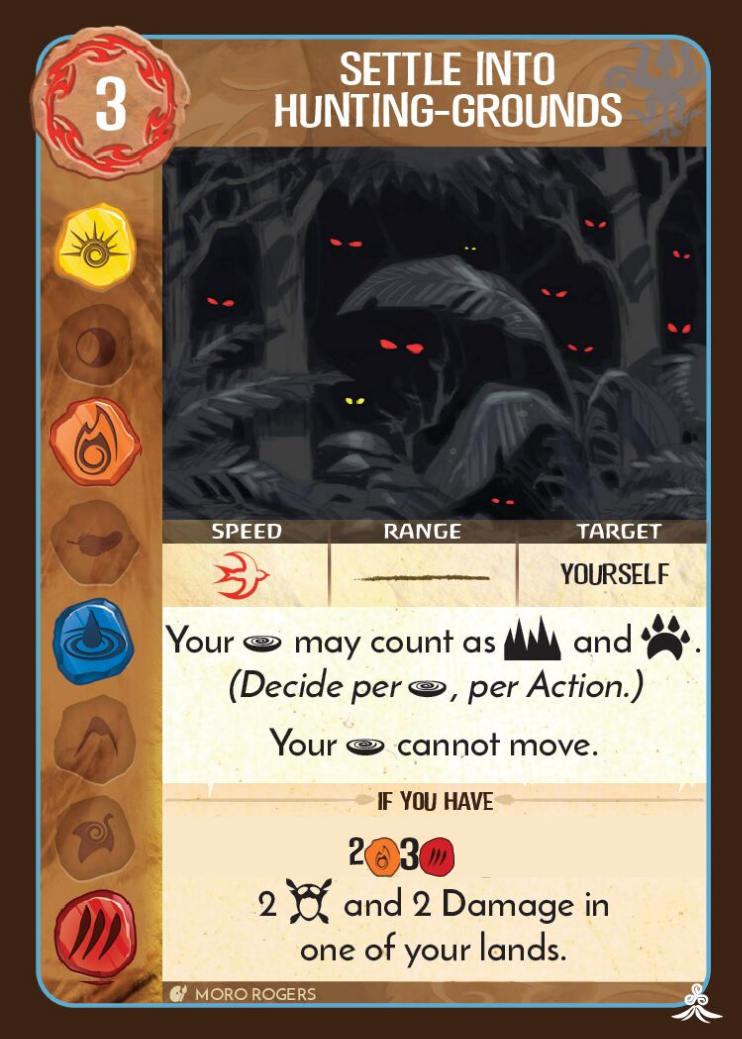 3
SETTLE INTO
HUNTING-GROUNDS
SPEED RANGE TARGET
YOURSELF
Your may count as and .
(Decide per , per Action.)
Your cannot move.
IF YOU HAVE
2 3
2 and 2 Damage in
one of your lands.
MORO ROGERS